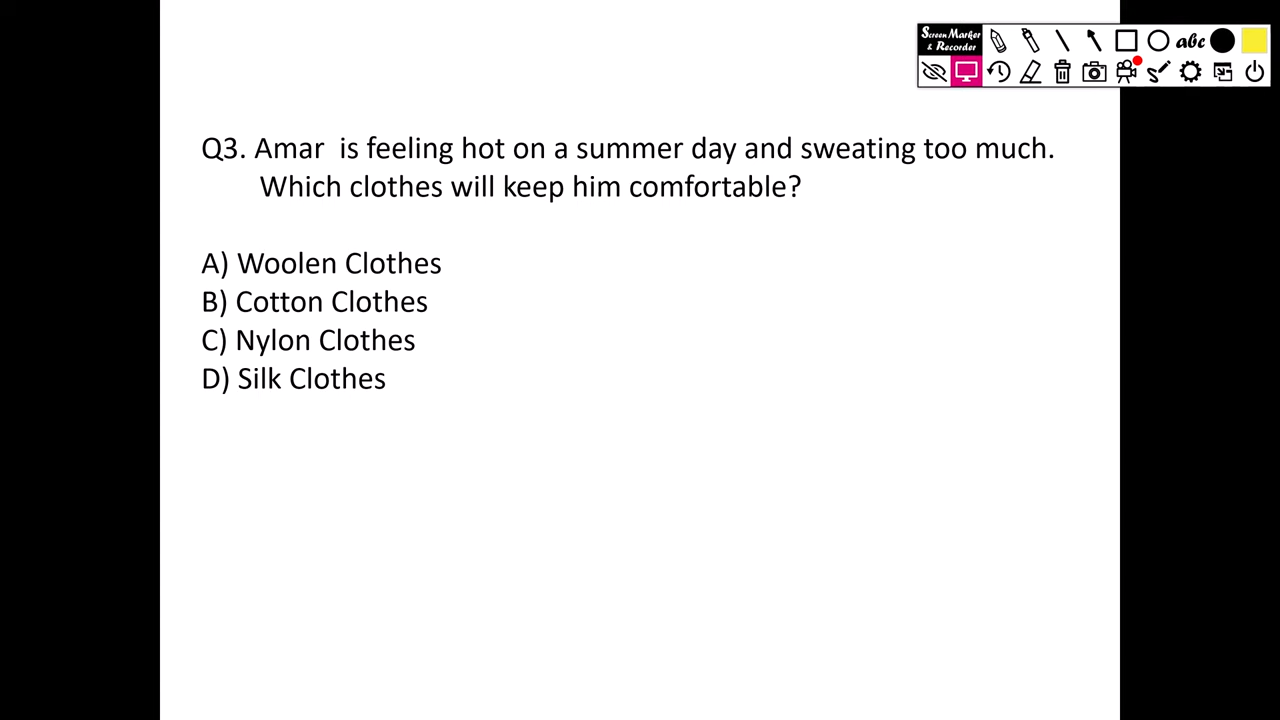 Screen Marker
& Recorder
abc
Q3. Amar  is feeling hot on a summer day and sweating too much.
Which clothes will keep him comfortable?
A) Woolen Clothes
B) Cotton Clothes
C) Nylon Clothes
D) Silk Clothes